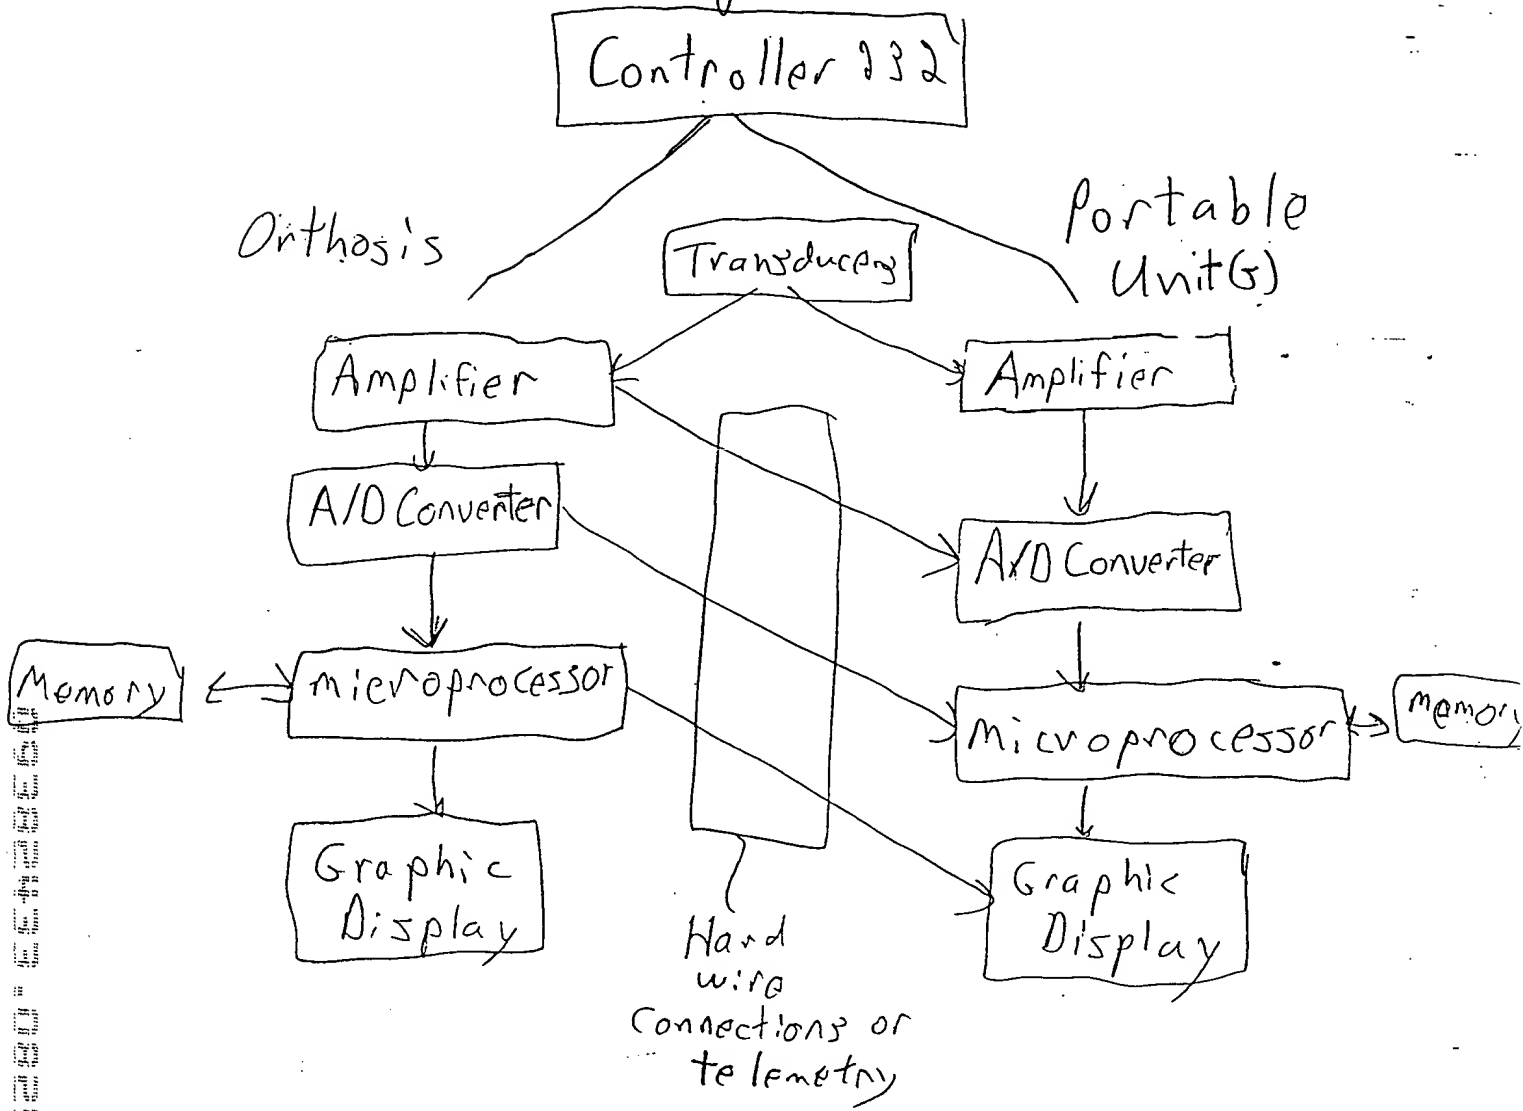 Controller 232
Orthosis
Portable
Unit(s)
Transducers
Amplifier
Amplifier
A/D Converter
A/D Converter
Memory
microprocessor
microprocessor
memory
Graphic
Display
Graphic
Display
Hard
wire
connections or
telemetry